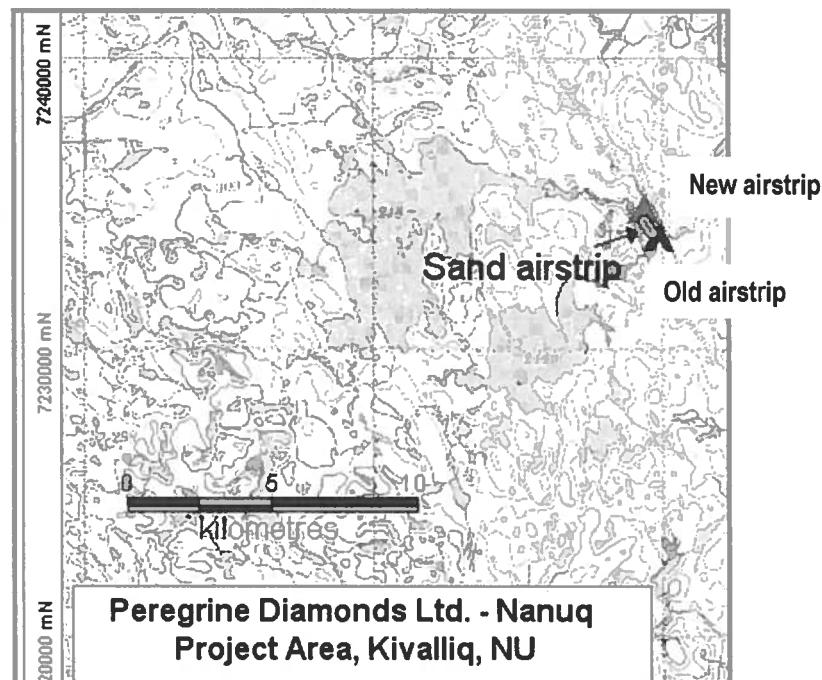 7240000 mN
New airstrip
Sand airstrip
Old airstrip
7230000 mN
0 5 10
kilometres
20000 mN
Peregrine Diamonds Ltd. - Nanuq
Project Area, Kivalliq, NU